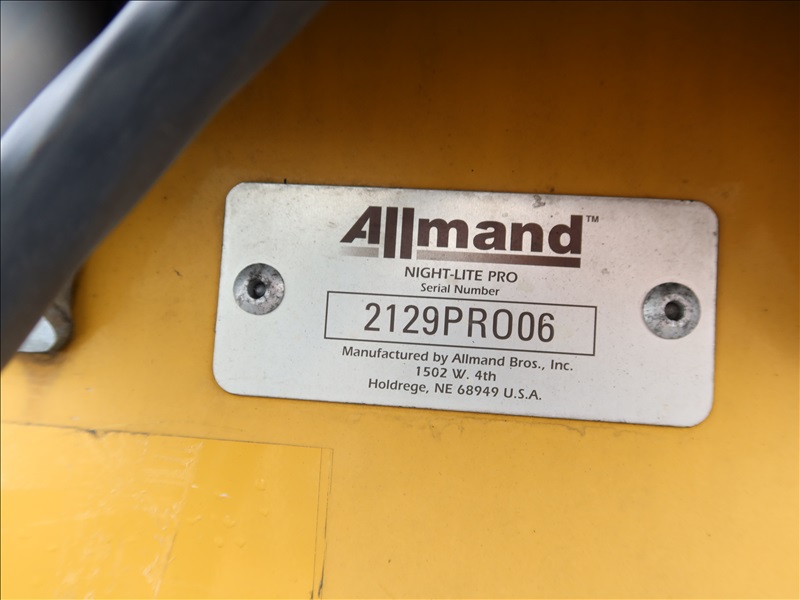 Allmand™
NIGHT-LITE PRO
Serial Number
2129PRO06
Manufactured by Allmand Bros., Inc.
1502 W. 4th
Holdrege, NE 68949 U.S.A.